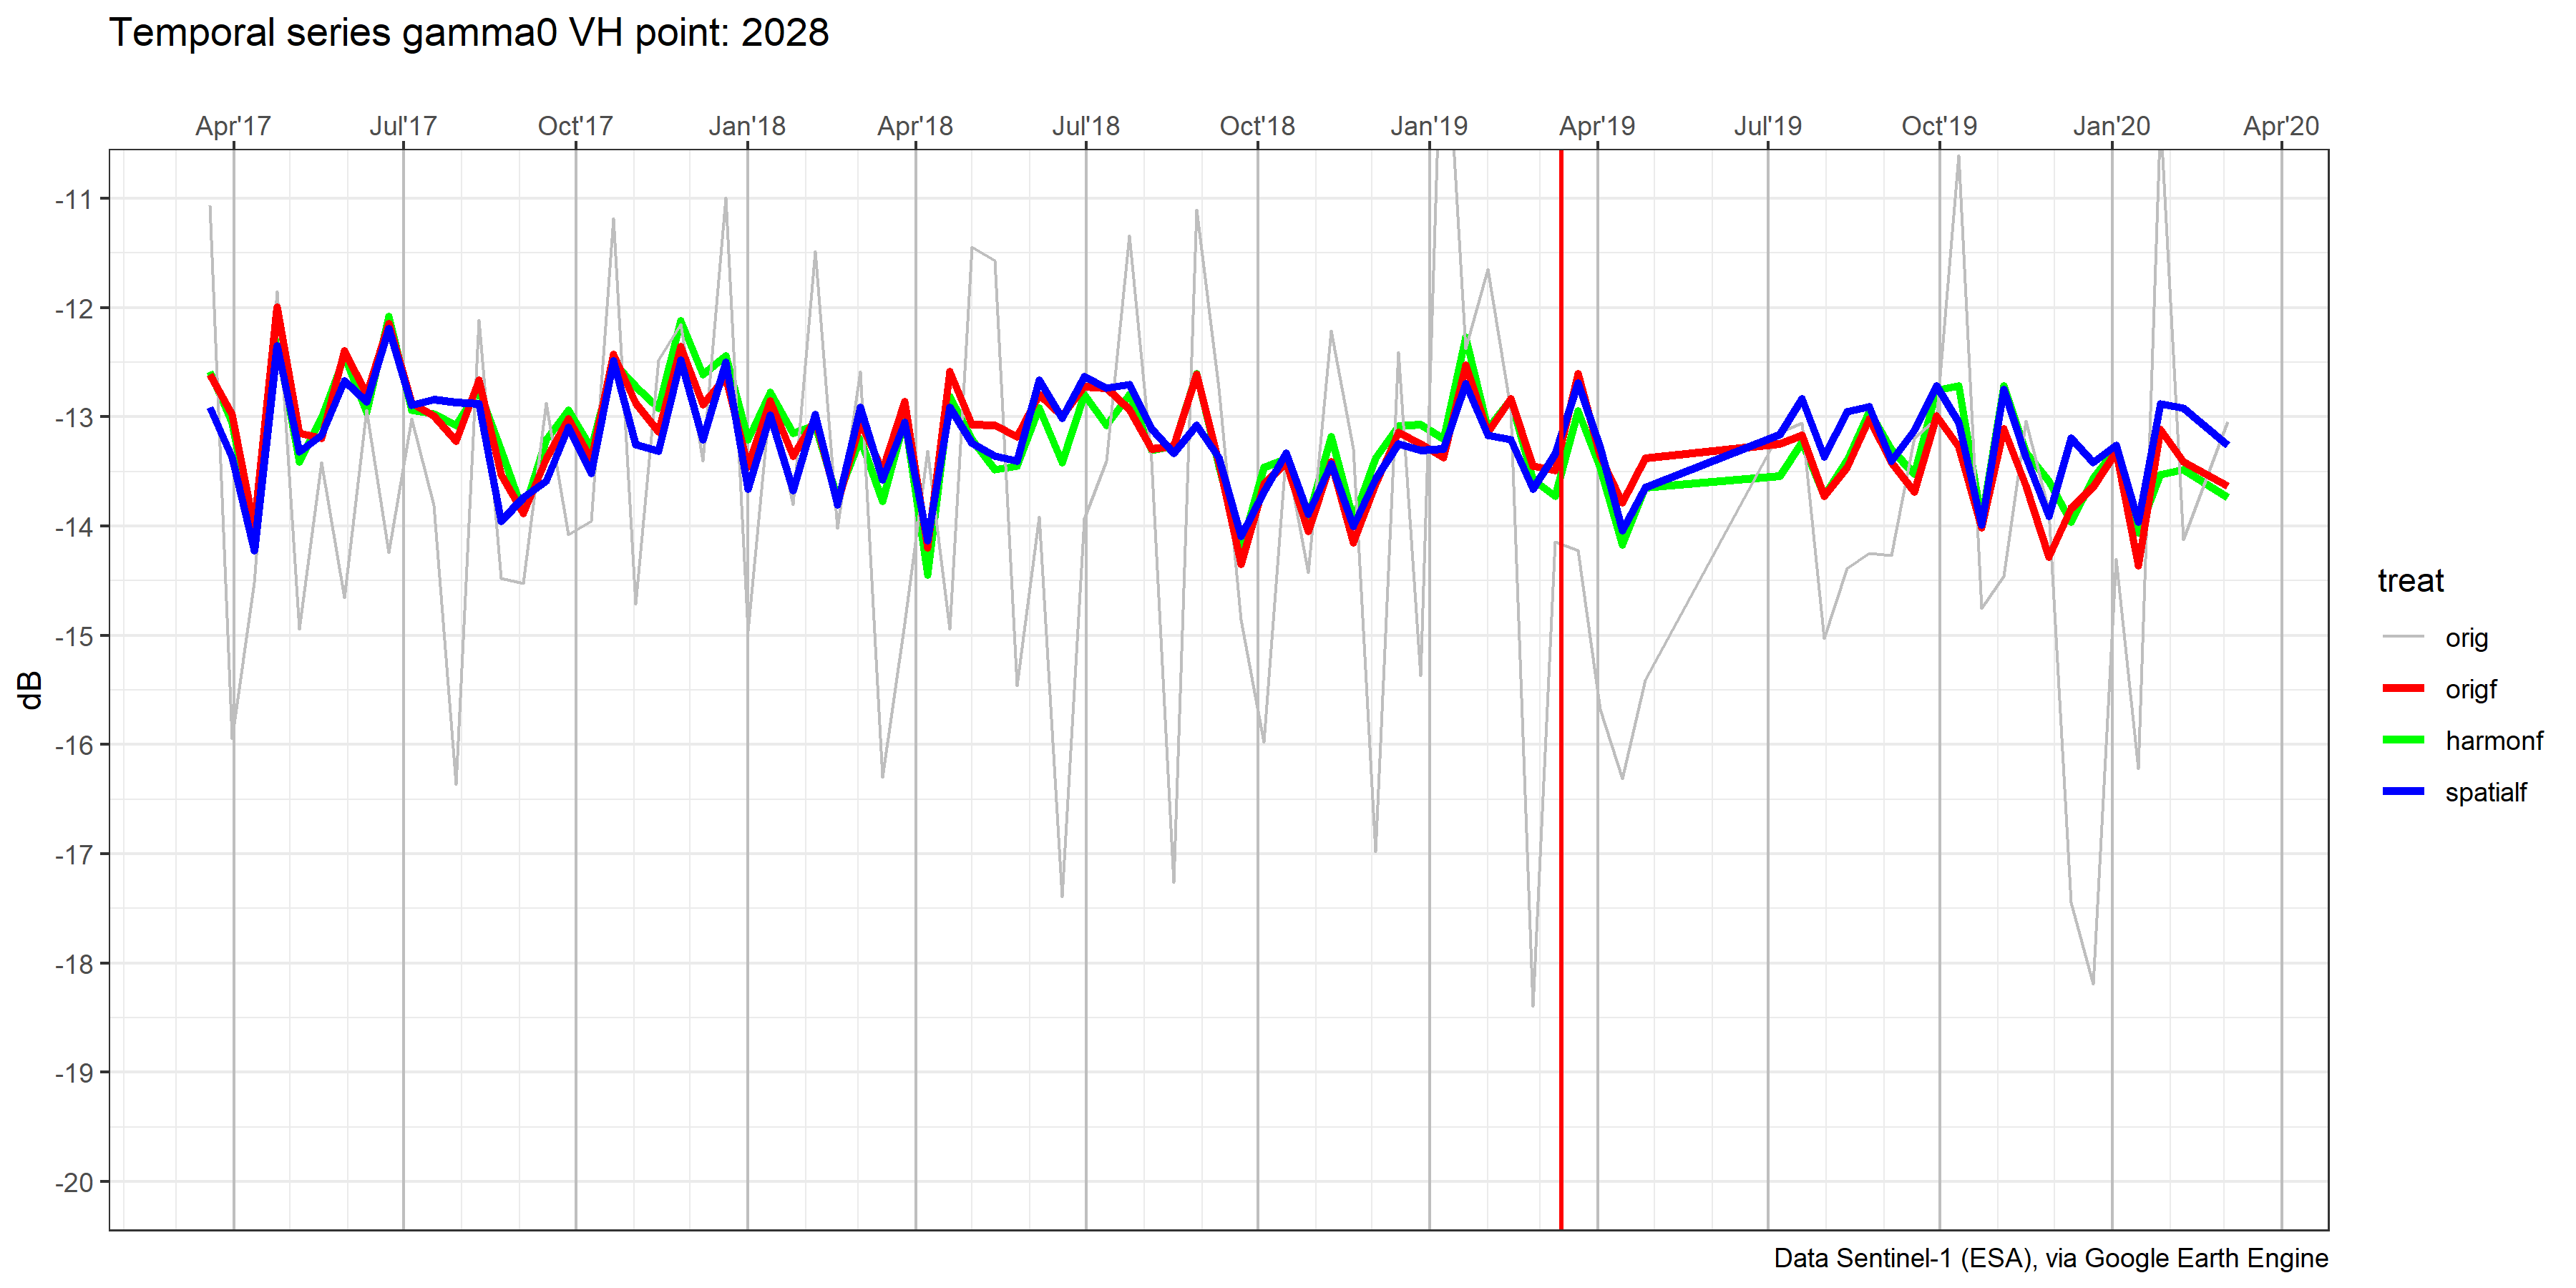 Temporal series gamma0 VH point: 2028
Apr'17 Jul'17 Oct'17 Jan'18 Apr'18 Jul'18 Oct'18 Jan'19 Apr'19 Jul'19 Oct'19 Jan'20 Apr'20
-11
-12
-13
-14
-15
-16
-17
-18
-19
-20
dB
treat
orig
origf
harmonf
spatialf
Data Sentinel-1 (ESA), via Google Earth Engine